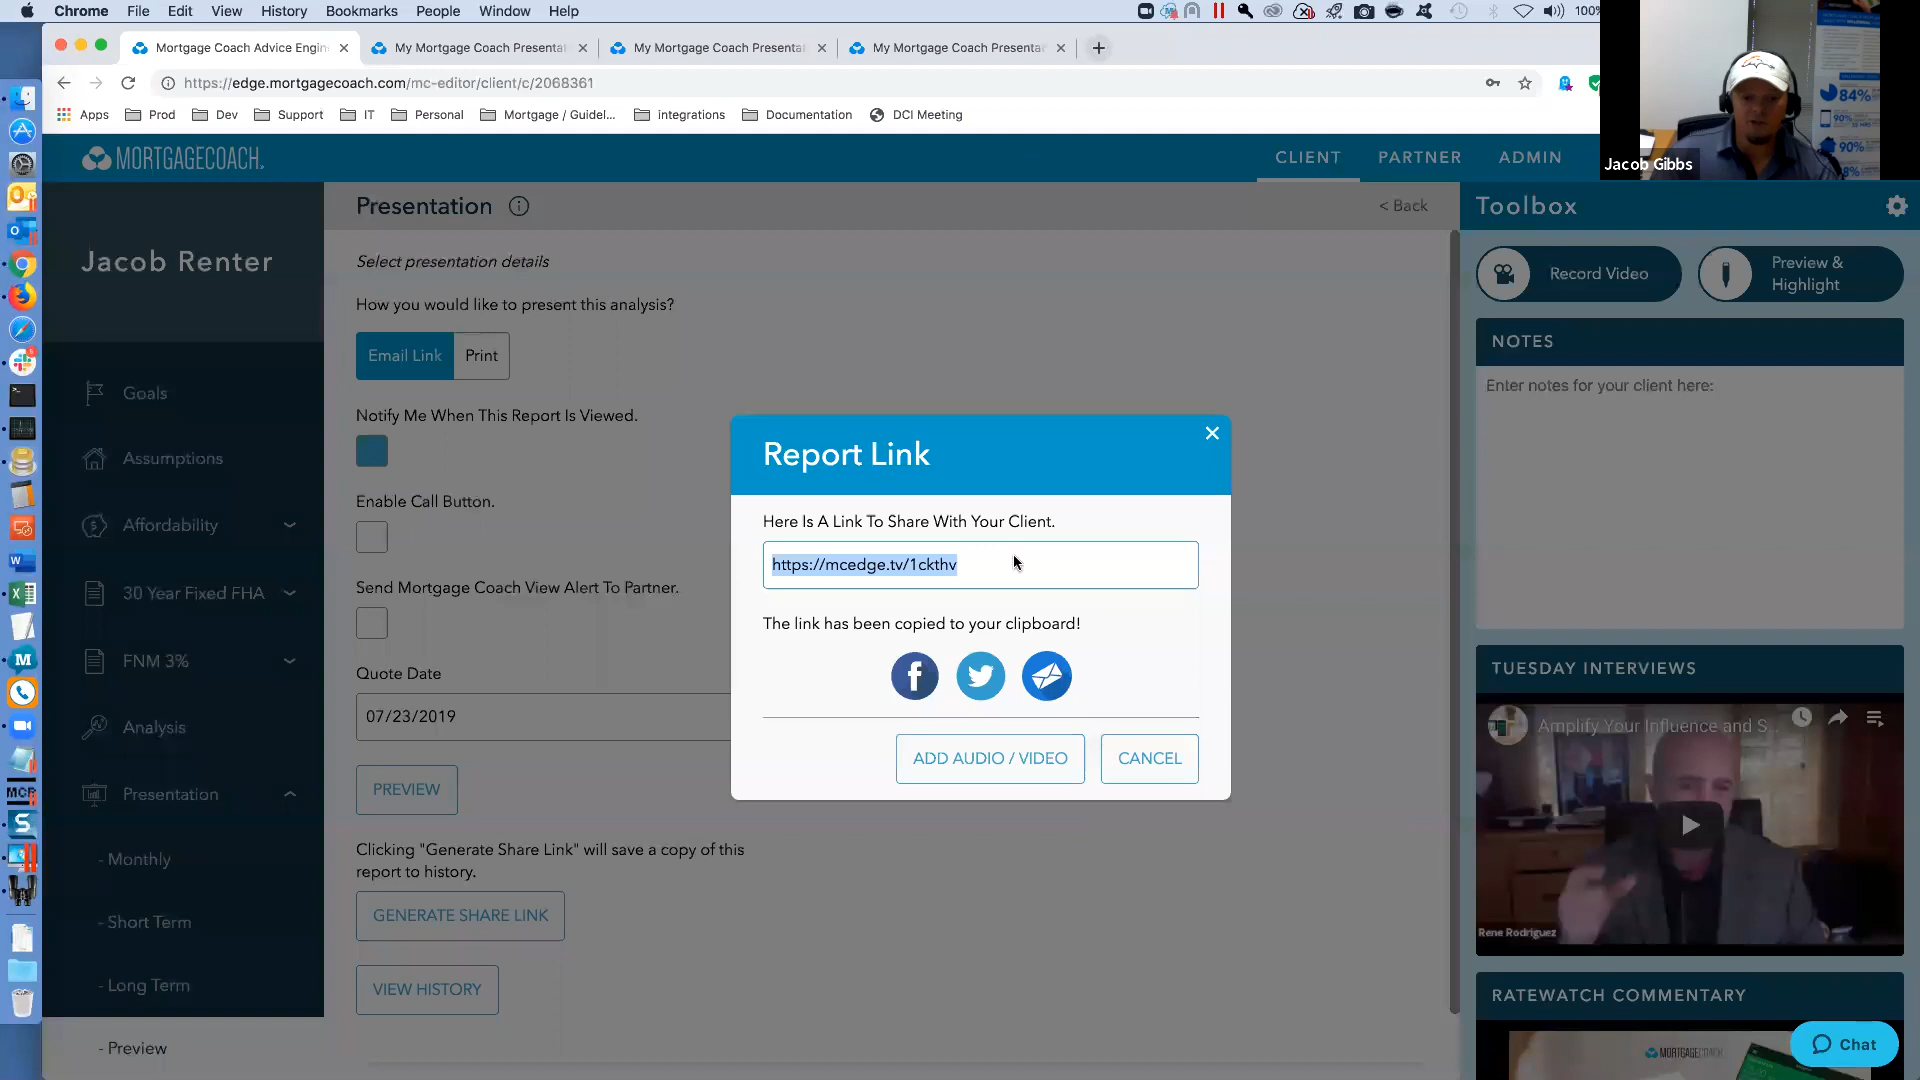 Chrome File Edit View History Bookmarks People Window Help
100%
Mortgage Coach Advice Engin
My Mortgage Coach Presentat
My Mortgage Coach Presentat
My Mortgage Coach Presentat
https://edge.mortgagecoach.com/mc-editor/client/c/2068361
Apps Prod Dev Support IT Personal Mortgage / Guidel... integrations Documentation DCI Meeting
MORTGAGECOACH.
CLIENT PARTNER ADMIN
84%
90%
90%
Jacob Gibbs
Jacob Renter
Goals
Assumptions
Affordability
30 Year Fixed FHA
FNM 3%
Analysis
Presentation
- Monthly
- Short Term
- Long Term
- Preview
Presentation
< Back
Select presentation details
How you would like to present this analysis?
Email Link Print
Notify Me When This Report Is Viewed.
Enable Call Button.
Send Mortgage Coach View Alert To Partner.
Quote Date
07/23/2019
PREVIEW
Clicking "Generate Share Link" will save a copy of this
report to history.
GENERATE SHARE LINK
VIEW HISTORY
Report Link
Here Is A Link To Share With Your Client.
https://mcedge.tv/1ckthv
The link has been copied to your clipboard!
ADD AUDIO / VIDEO CANCEL
Toolbox
Record Video
Preview &
Highlight
NOTES
Enter notes for your client here:
TUESDAY INTERVIEWS
Amplify Your Influence and S...
Rene Rodriguez
RATEWATCH COMMENTARY
MORTGAGECOACH
Chat